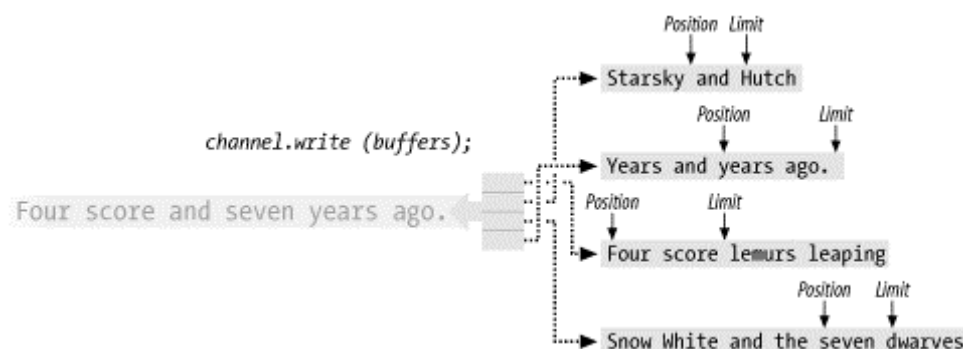 Position Limit
Starsky and Hutch
Position Limit
channel.write (buffers);
Years and years ago.
Four score and seven years ago.
Position Limit
Four score lemurs leaping
Position Limit
Snow White and the seven dwarves